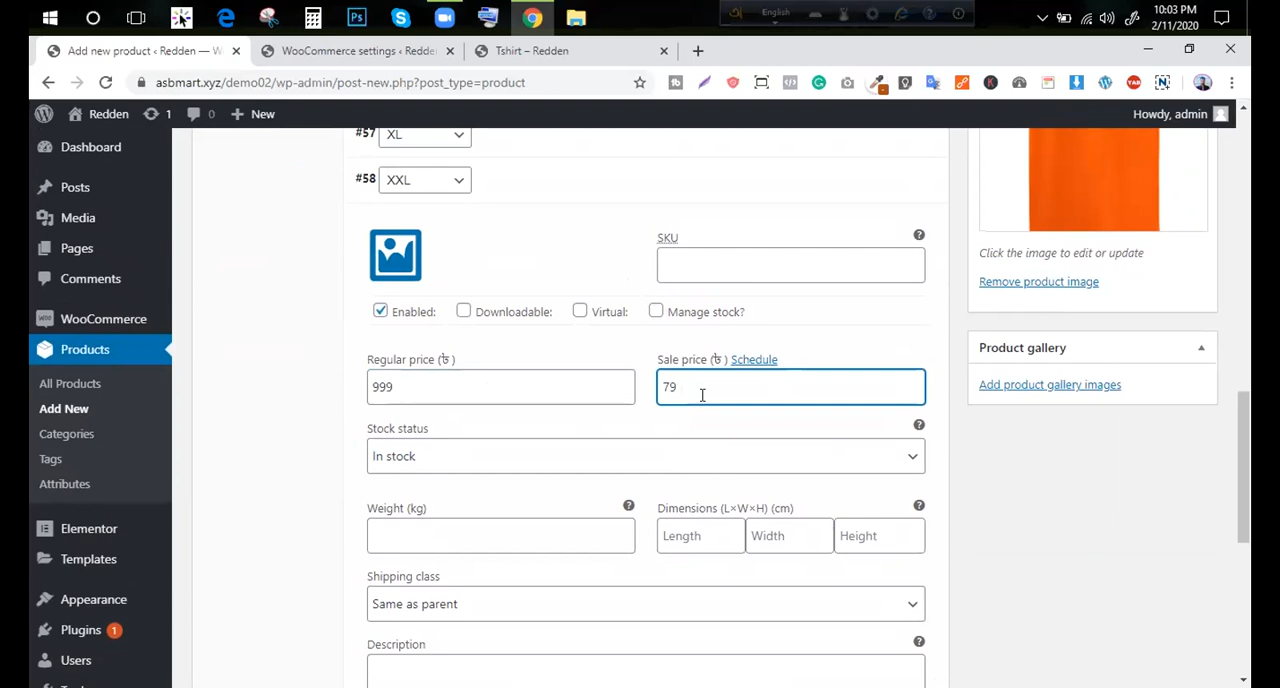 English
10:03 PM
2/11/2020
Add new product ‹ Redden — W
WooCommerce settings ‹ Redde
Tshirt – Redden
asbmart.xyz/demo02/wp-admin/post-new.php?post_type=product
Redden 1 0 New
Howdy, admin
Dashboard
Posts
Media
Pages
Comments
WooCommerce
Products
All Products
Add New
Categories
Tags
Attributes
Elementor
Templates
Appearance
Plugins 1
Users
#57 XL
#58 XXL
SKU
Enabled: Downloadable: Virtual: Manage stock?
Regular price (৳ ) Sale price (৳ ) Schedule
999 79
Stock status
In stock
Weight (kg) Dimensions (L×W×H) (cm)
Length Width Height
Shipping class
Same as parent
Description
Click the image to edit or update
Remove product image
Product gallery
Add product gallery images